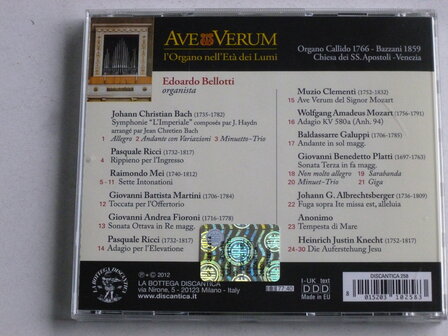 AVE VERUM
l'Organo nell'Età dei Lumi
Organo Callido 1766 - Bazzani 1859
Chiesa dei SS. Apostoli - Venezia
Edoardo Bellotti
organista
Johann Christian Bach (1735-1782)
Symphonie "L'Imperiale" composée par J. Haydn
arrangé par Jean Chretien Bach
1 Allegro 2 Andante con Variazioni 3 Minuetto-Trio
Pasquale Ricci (1732-1817)
4 Rippieno per l'Ingresso
Raimondo Mei (1740-1812)
5-11 Sette Intonationi
Giovanni Battista Martini (1706-1784)
12 Toccata per l'Offertorio
Giovanni Andrea Fioroni (1716-1778)
13 Sonata Ottava in Re magg.
Pasquale Ricci (1732-1817)
14 Adagio per l'Elevatione
Muzio Clementi (1752-1832)
15 Ave Verum del Signor Mozart
Wolfgang Amadeus Mozart (1756-1791)
16 Adagio KV 580a (Anh. 94)
Baldassarre Galuppi (1706-1785)
17 Andante in sol magg.
Giovanni Benedetto Platti (1697-1763)
Sonata Terza in fa magg.
18 Non molto allegro 19 Sarabanda
20 Minuet-Trio 21 Giga
Johann G. Albrechtsberger (1736-1809)
22 Fuga sopra Ite missa est, alleluia
Anonimo
23 Tempesta di Mare
Heinrich Justin Knecht (1752-1817)
24-30 Die Auferstehung Jesu
℗ © 2012
LA BOTTEGA DISCANTICA
via Nirone, 5 - 20123 Milano - Italy
www.discantica.it
I-UK text
DDD
Made in EU
DISCANTICA 258
8 015203 102583